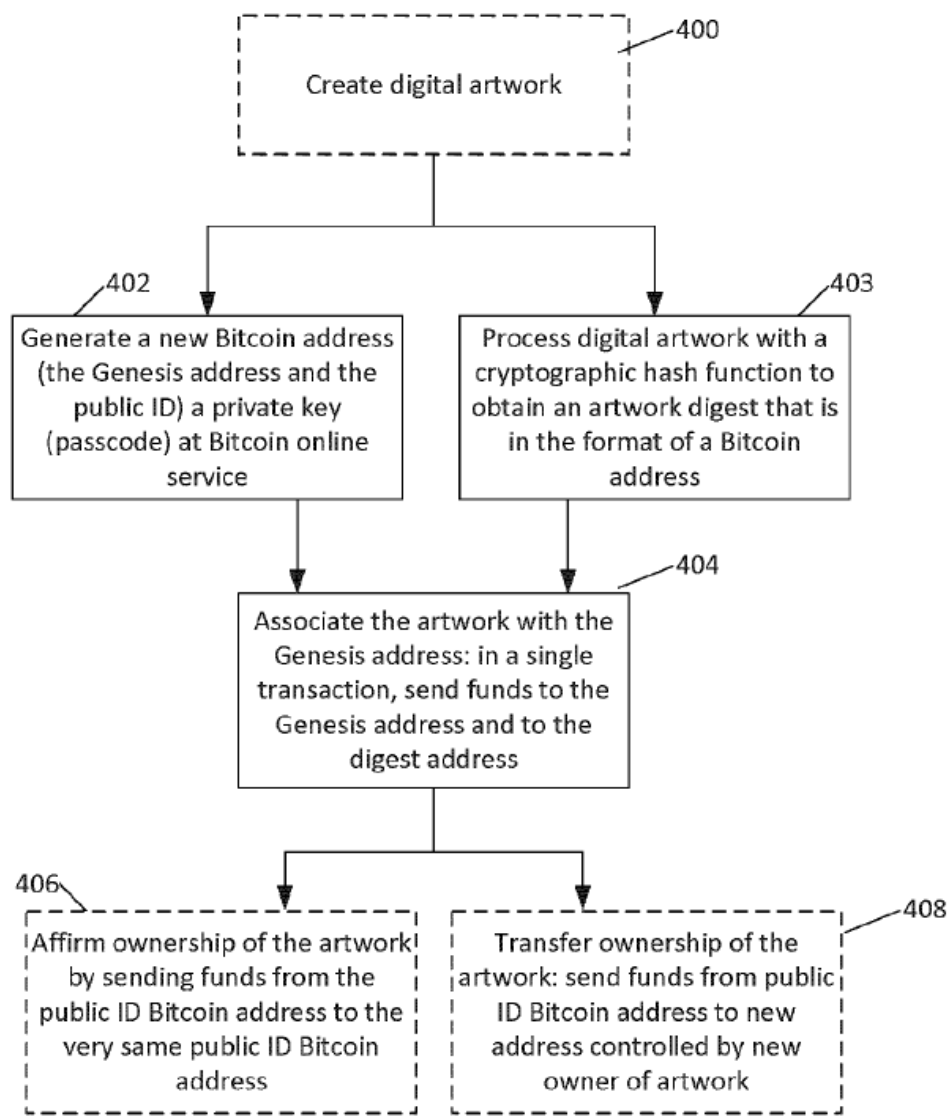 400
Create digital artwork
402
Generate a new Bitcoin address
(the Genesis address and the
public ID) a private key
(passcode) at Bitcoin online
service
403
Process digital artwork with a
cryptographic hash function to
obtain an artwork digest that is
in the format of a Bitcoin
address
404
Associate the artwork with the
Genesis address: in a single
transaction, send funds to the
Genesis address and to the
digest address
406
Affirm ownership of the artwork
by sending funds from the
public ID Bitcoin address to the
very same public ID Bitcoin
address
408
Transfer ownership of the
artwork: send funds from public
ID Bitcoin address to new
address controlled by new
owner of artwork